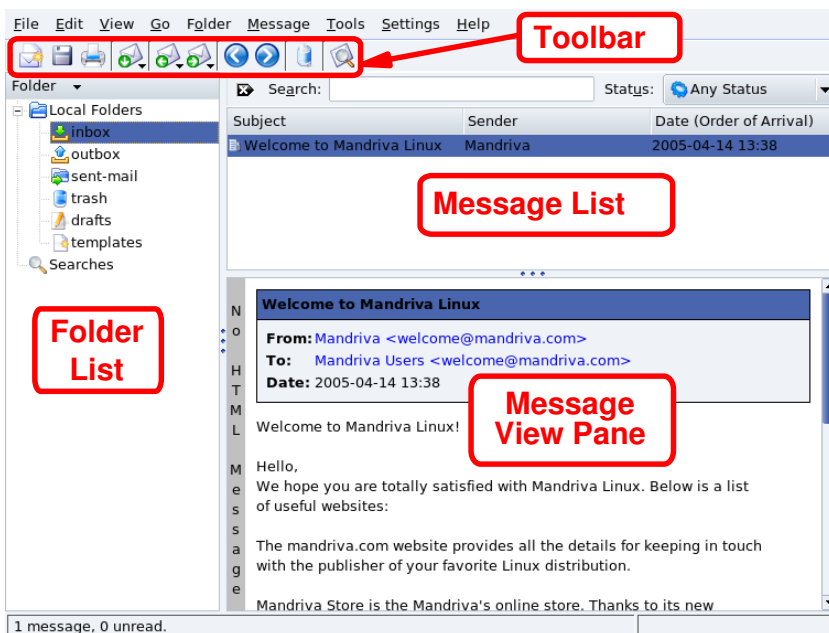 File Edit View Go Folder Message Tools Settings Help
Toolbar
Folder
Search:
Status: Any Status
Local Folders
inbox
outbox
sent-mail
trash
drafts
templates
Searches
Folder
List
Subject Sender Date (Order of Arrival)
Welcome to Mandriva Linux Mandriva 2005-04-14 13:38
Message List
No HTML Message
Welcome to Mandriva Linux
From: Mandriva <welcome@mandriva.com>
To: Mandriva Users <welcome@mandriva.com>
Date: 2005-04-14 13:38
Message
View Pane
Welcome to Mandriva Linux!
Hello,
We hope you are totally satisfied with Mandriva Linux. Below is a list
of useful websites:
The mandriva.com website provides all the details for keeping in touch
with the publisher of your favorite Linux distribution.
Mandriva Store is the Mandriva's online store. Thanks to its new
1 message, 0 unread.